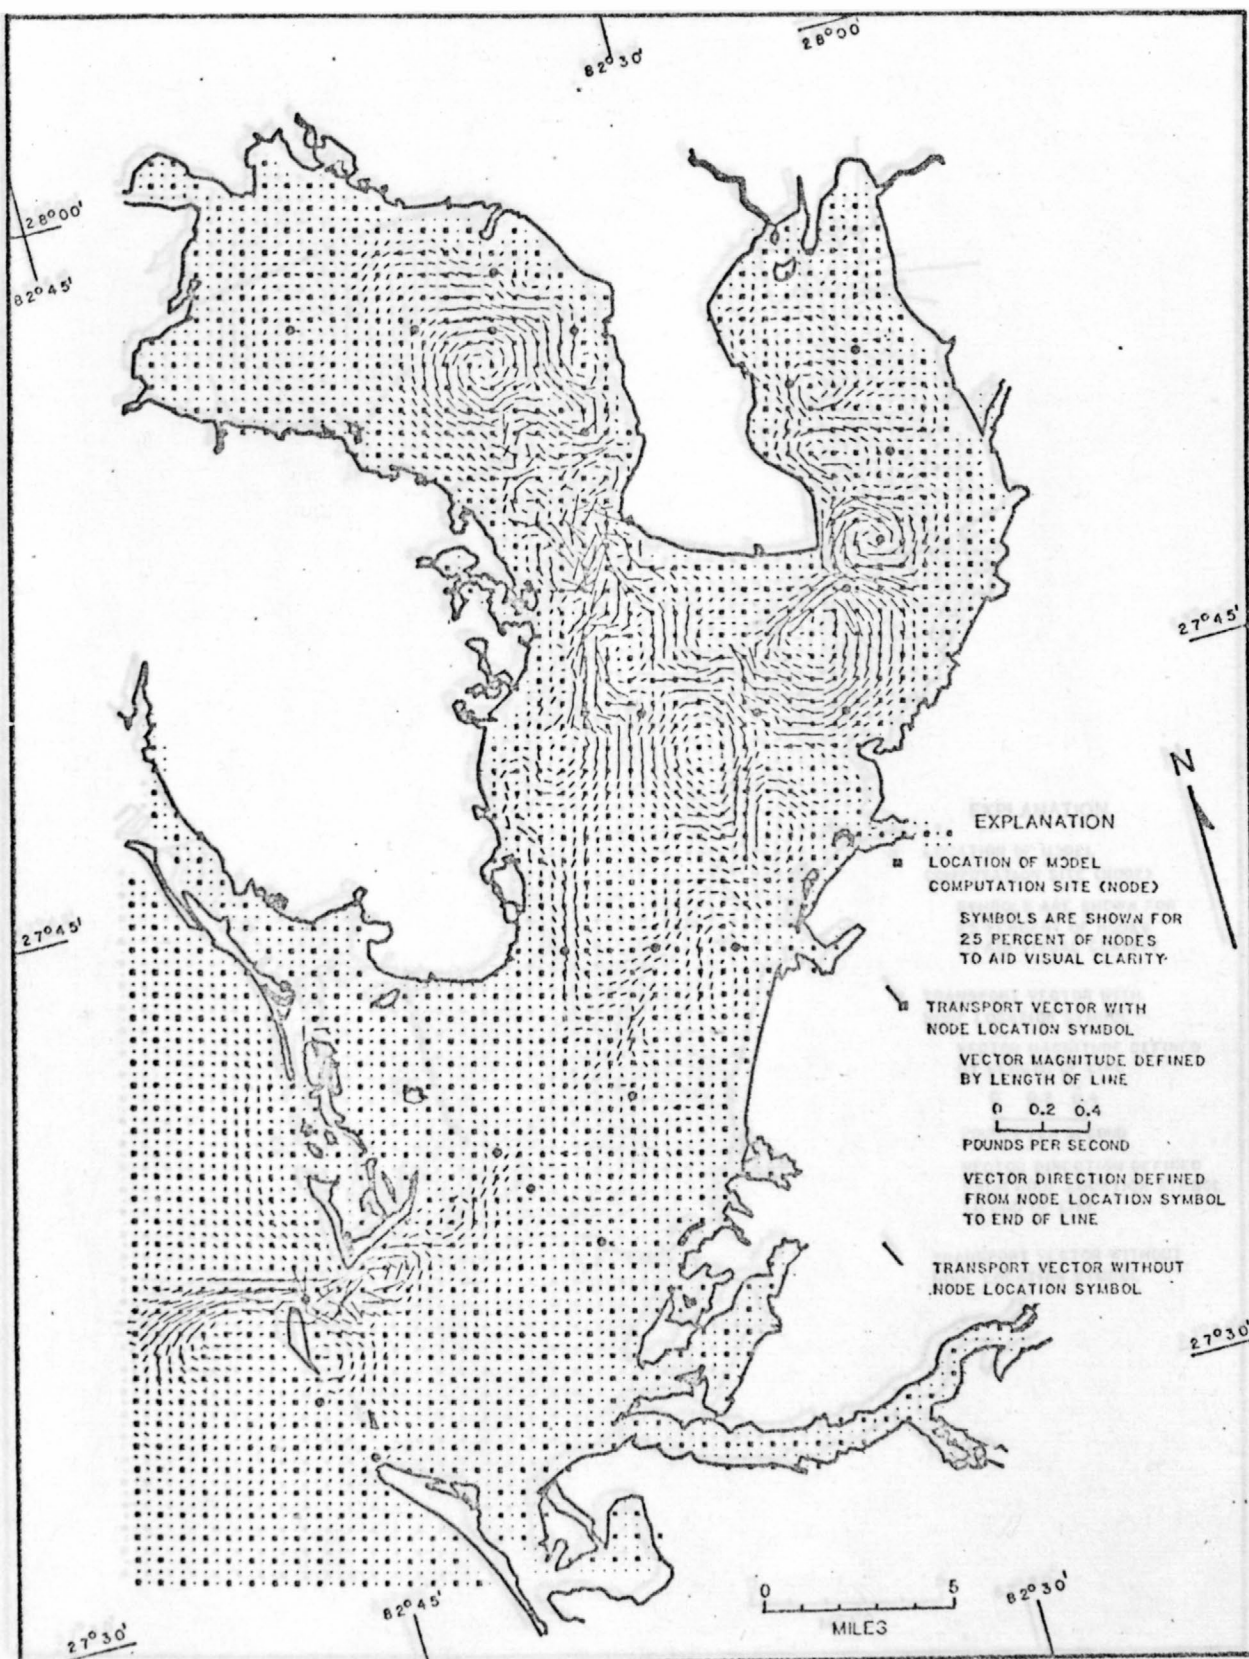 82°30'
28°00'
28°00'
82°45'
27°45'
N
EXPLANATION
LOCATION OF MODEL
COMPUTATION SITE (NODE)
SYMBOLS ARE SHOWN FOR
25 PERCENT OF NODES
TO AID VISUAL CLARITY
27°45'
TRANSPORT VECTOR WITH
NODE LOCATION SYMBOL
VECTOR MAGNITUDE DEFINED
BY LENGTH OF LINE
0 0.2 0.4
POUNDS PER SECOND
VECTOR DIRECTION DEFINED
FROM NODE LOCATION SYMBOL
TO END OF LINE
TRANSPORT VECTOR WITHOUT
NODE LOCATION SYMBOL
27°30'
0 5
MILES
82°30'
82°45'
27°30'